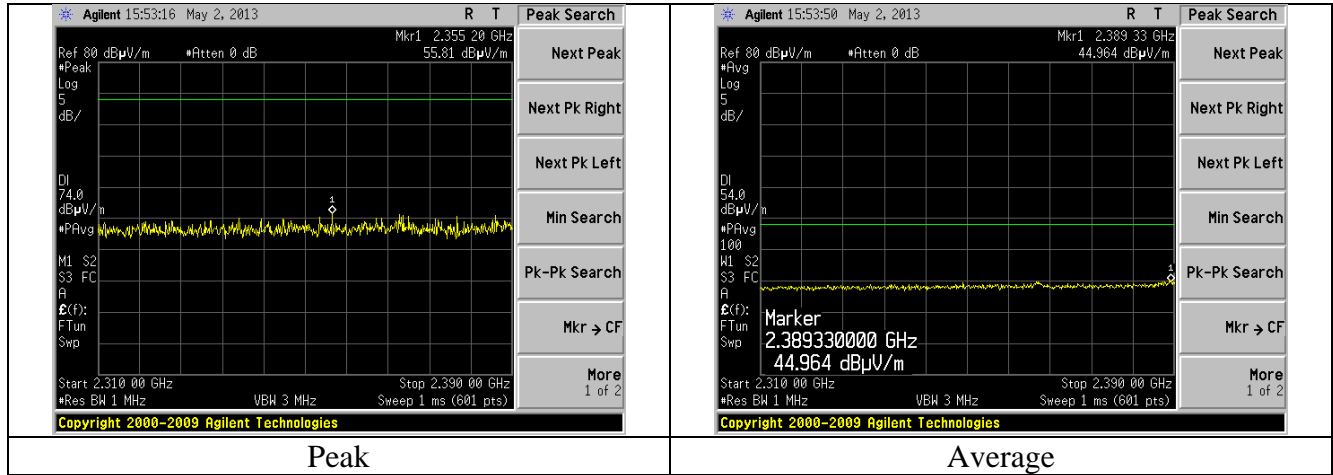 Agilent 15:53:16 May 2, 2013 R T Peak Search
Mkr1 2.355 20 GHz
Ref 80 dBµV/m #Atten 0 dB 55.81 dBµV/m
#Peak
Log
5
dB/
DI
74.0
dBµV/m
#PAvg
M1 S2
S3 FC
A
£(f):
FTun
Swp
1
Start 2.310 00 GHz Stop 2.390 00 GHz
#Res BW 1 MHz VBW 3 MHz Sweep 1 ms (601 pts)
Copyright 2000-2009 Agilent Technologies
Next Peak
Next Pk Right
Next Pk Left
Min Search
Pk-Pk Search
Mkr → CF
More
1 of 2
Peak
Agilent 15:53:50 May 2, 2013 R T Peak Search
Mkr1 2.389 33 GHz
Ref 80 dBµV/m #Atten 0 dB 44.964 dBµV/m
#Avg
Log
5
dB/
DI
54.0
dBµV/m
#PAvg
100
W1 S2
S3 FC
A
£(f):
FTun
Swp
1
Marker
2.389330000 GHz
44.964 dBµV/m
Start 2.310 00 GHz Stop 2.390 00 GHz
#Res BW 1 MHz VBW 3 MHz Sweep 1 ms (601 pts)
Copyright 2000-2009 Agilent Technologies
Next Peak
Next Pk Right
Next Pk Left
Min Search
Pk-Pk Search
Mkr → CF
More
1 of 2
Average